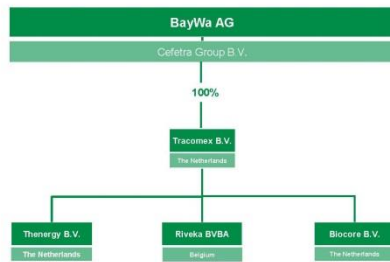 BayWa AG
Cefetra Group B.V.
100%
Tracomex B.V.
The Netherlands
Thenergy B.V.
Riveka BVBA
Biocore B.V.
The Netherlands
Belgium
The Netherlands